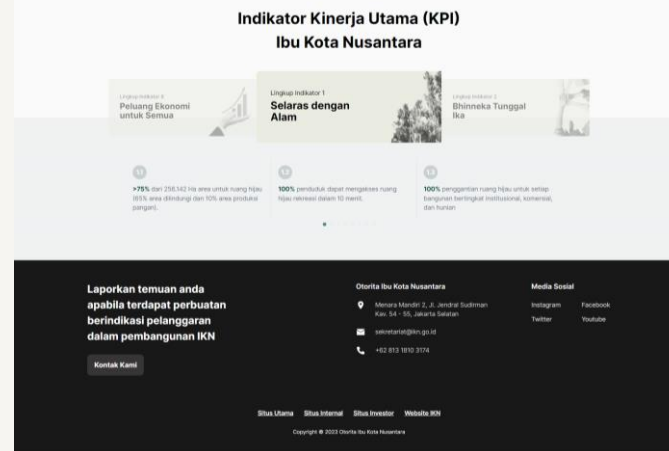 Indikator Kinerja Utama (KPI)
Ibu Kota Nusantara
Peluang Ekonomi
untuk Semua
Lingkup Indikator 1
Selaras dengan
Alam
Lingkup Indikator 2
Bhinneka Tunggal
Ika
1.1
>75% dari 256.142 Ha area untuk ruang hijau
(65% area dilindungi dan 10% area produksi
pangan).
100% penduduk dapat mengakses ruang
hijau rekreasi dalam 10 menit.
100% penggantian ruang hijau untuk setiap
bangunan bertingkat institusional, komersial,
dan hunian
Laporkan temuan anda
apabila terdapat perbuatan
berindikasi pelanggaran
dalam pembangunan IKN
Kontak Kami
Otorita Ibu Kota Nusantara
Menara Mandiri 2, Jl. Jendral Sudirman
Kav. 54 - 55, Jakarta Selatan
sekretariat@ikn.go.id
+62 813 1810 3174
Media Sosial
Instagram Facebook
Twitter Youtube
Situs Utama Situs Internal Situs Investor Website IKN
Copyright © 2023 Otorita Ibu Kota Nusantara